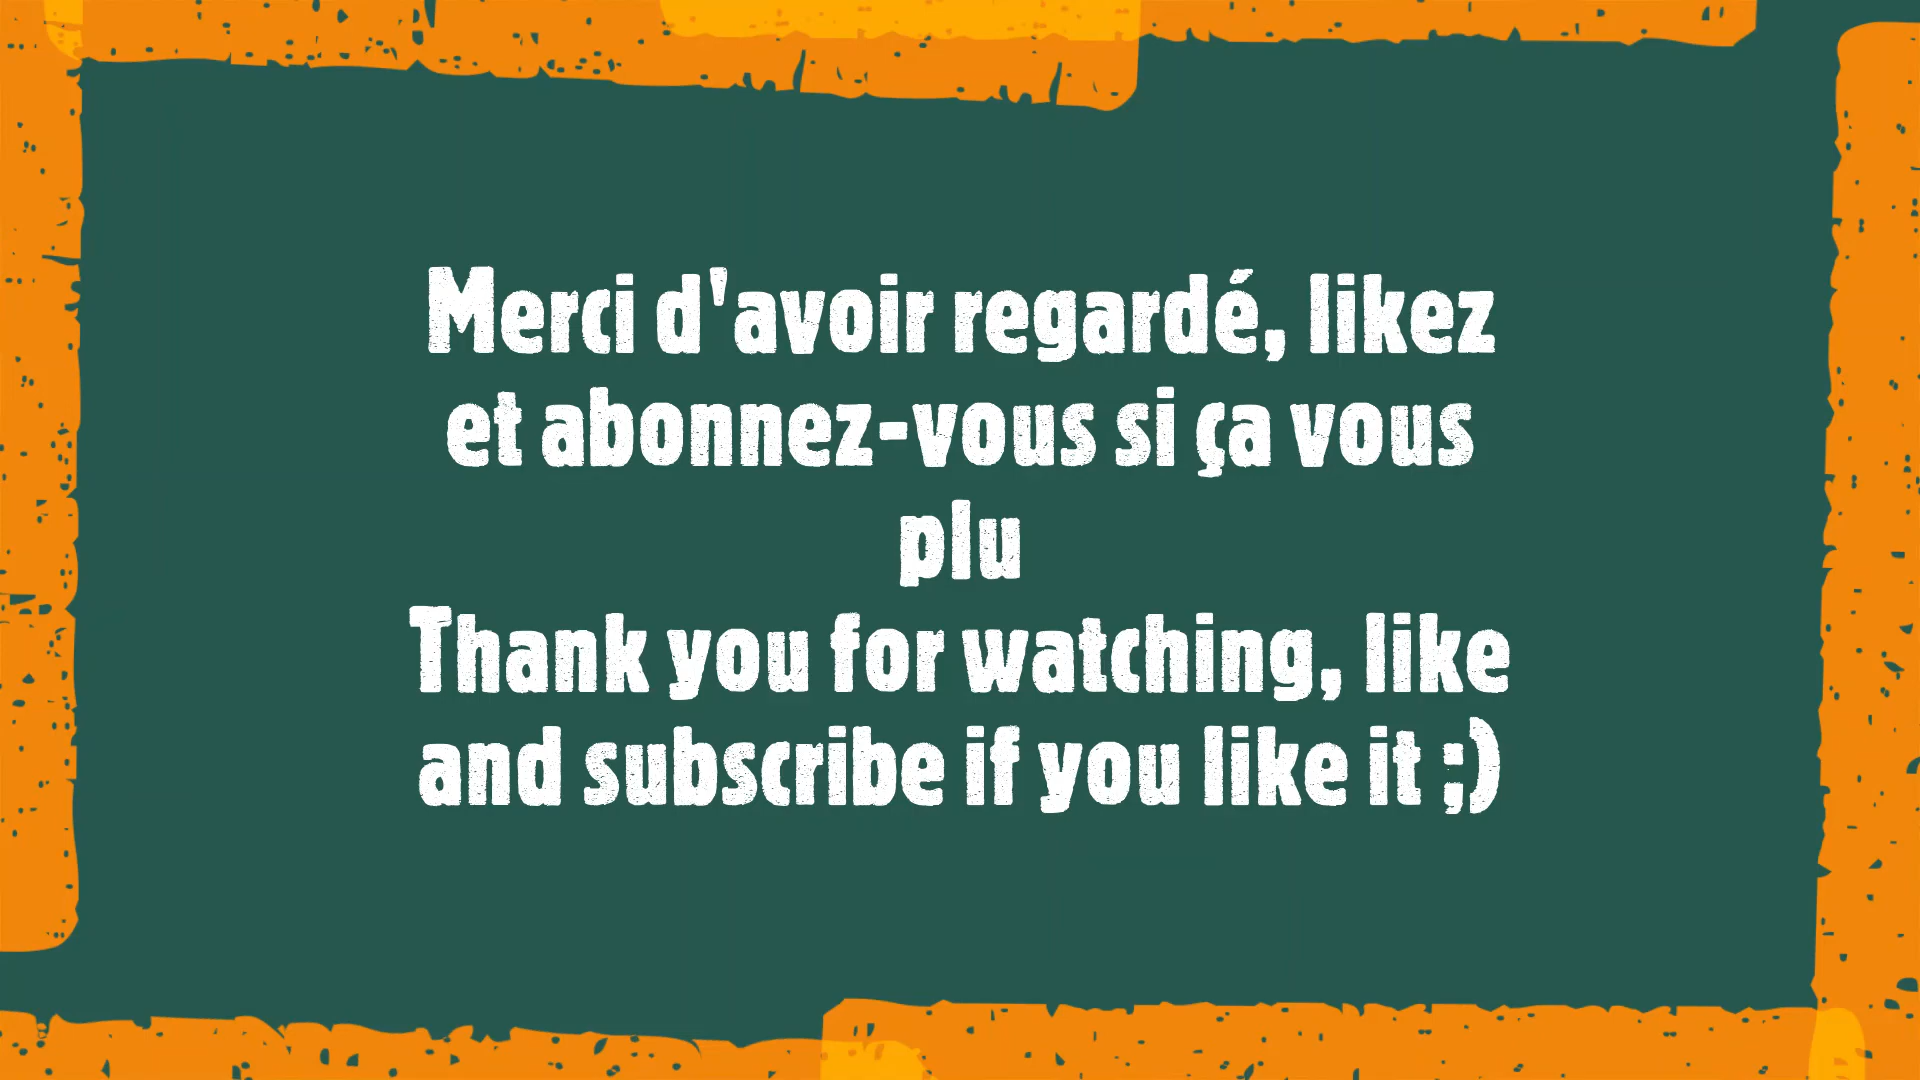 Merci d'avoir regardé, likez
et abonnez-vous si ça vous
plu
Thank you for watching, like
and subscribe if you like it ;)